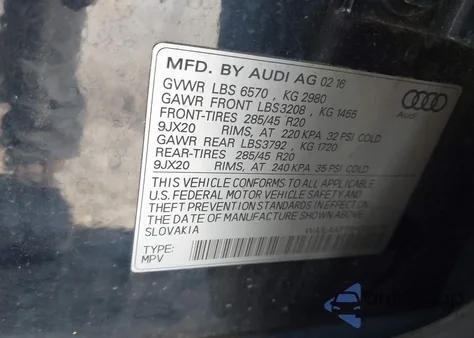 MFD. BY AUDI AG 02 16
GVWR LBS 6570 , KG 2980
GAWR FRONT LBS3208 , KG 1455
FRONT-TIRES 285/45 R20
9JX20 RIMS, AT 220 KPA 32 PSI COLD
GAWR REAR LBS3792 , KG 1720
REAR-TIRES 285/45 R20
9JX20 RIMS, AT 240 KPA 35 PSI COLD
THIS VEHICLE CONFORMS TO ALL APPLICABLE
U.S. FEDERAL MOTOR VEHICLE SAFETY, BUMPER AND
THEFT PREVENTION STANDARDS IN EFFECT ON
THE DATE OF MANUFACTURE SHOWN ABOVE.
SLOVAKIA
TYPE:
MPV
Audi